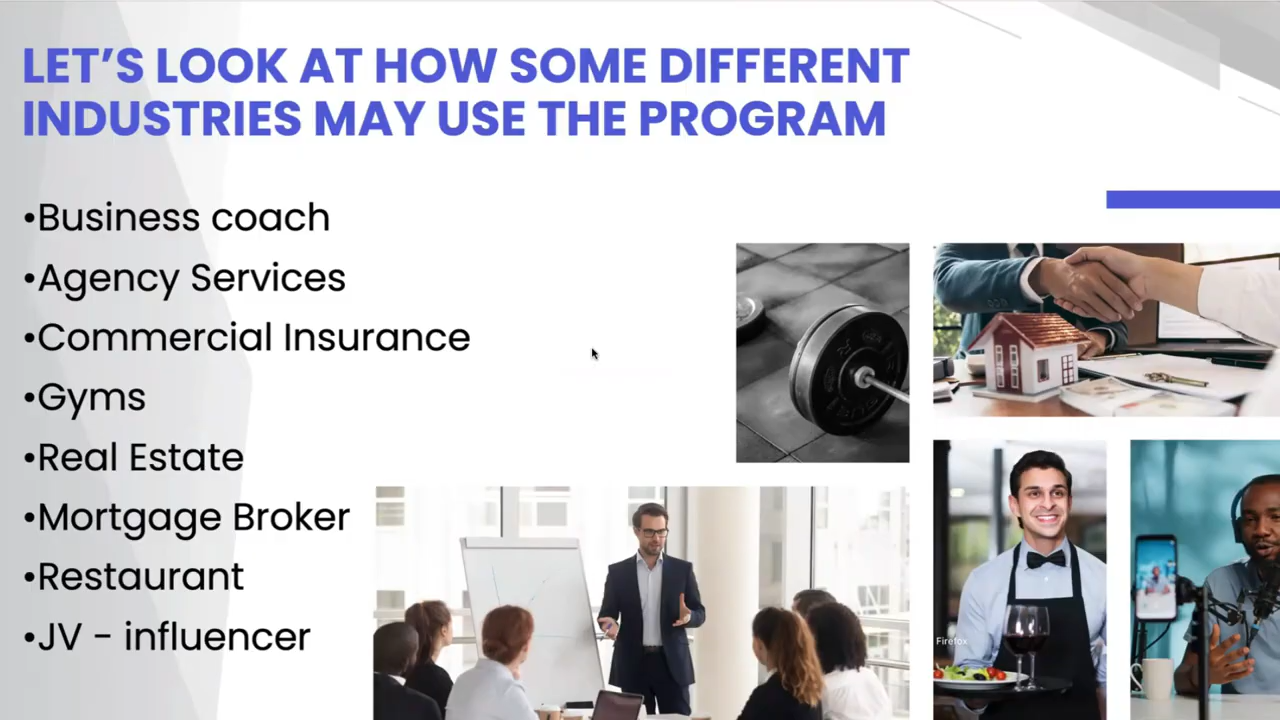 LET’S LOOK AT HOW SOME DIFFERENT
INDUSTRIES MAY USE THE PROGRAM
•Business coach
•Agency Services
•Commercial Insurance
•Gyms
•Real Estate
•Mortgage Broker
•Restaurant
•JV - influencer
Firefox